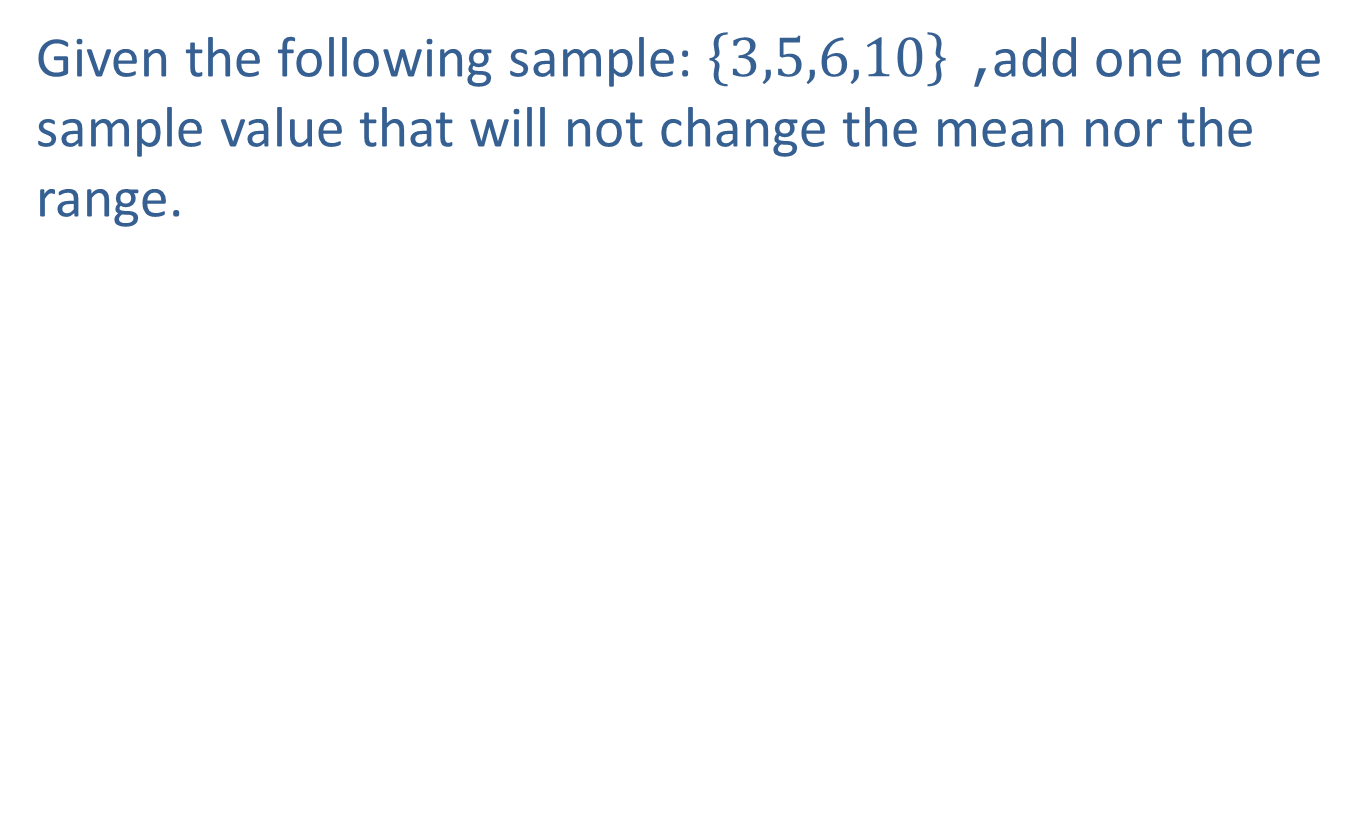 Given the following sample: {3,5,6,10} ,add one more
sample value that will not change the mean nor the
range.